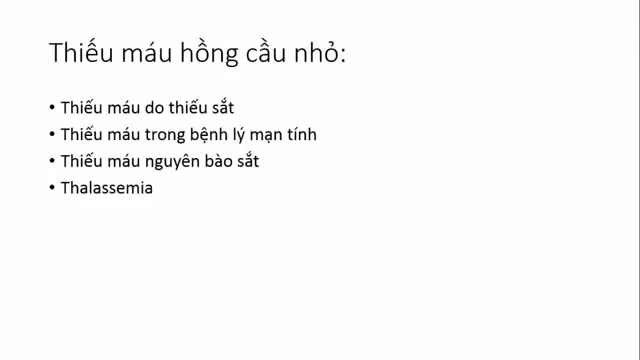 Thiếu máu hồng cầu nhỏ:
• Thiếu máu do thiếu sắt
• Thiếu máu trong bệnh lý mạn tính
• Thiếu máu nguyên bào sắt
• Thalassemia